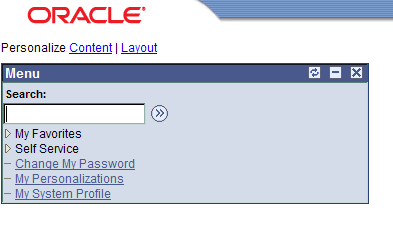 ORACLE®
Personalize Content | Layout
Menu
Search:
My Favorites
Self Service
Change My Password
My Personalizations
My System Profile